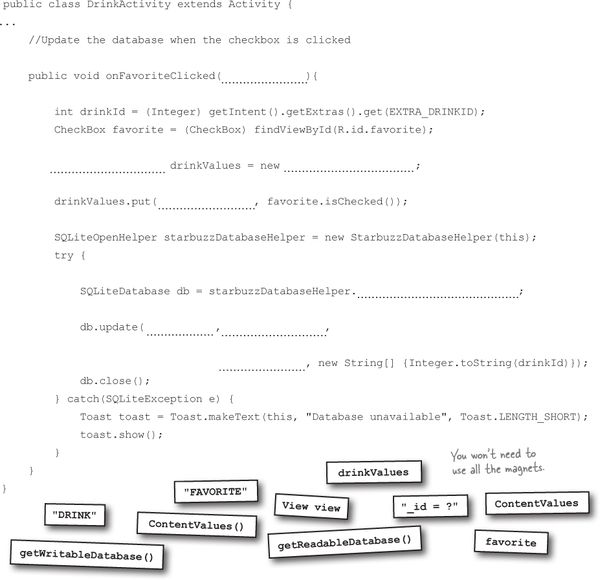 public class DrinkActivity extends Activity {
...
//Update the database when the checkbox is clicked
public void onFavoriteClicked(....................){
int drinkId = (Integer) getIntent().getExtras().get(EXTRA_DRINKID);
CheckBox favorite = (CheckBox) findViewById(R.id.favorite);
.............................. drinkValues = new ..................................;
drinkValues.put(........................., favorite.isChecked());
SQLiteOpenHelper starbuzzDatabaseHelper = new StarbuzzDatabaseHelper(this);
try {
SQLiteDatabase db = starbuzzDatabaseHelper...........................................;
db.update(..................,...........................,
......................., new String[] {Integer.toString(drinkId)});
db.close();
} catch(SQLiteException e) {
Toast toast = Toast.makeText(this, "Database unavailable", Toast.LENGTH_SHORT);
toast.show();
}
}
}
You won't need to
use all the magnets.
drinkValues
"FAVORITE"
View view
"_id = ?"
ContentValues
"DRINK"
ContentValues()
getReadableDatabase()
favorite
getWritableDatabase()